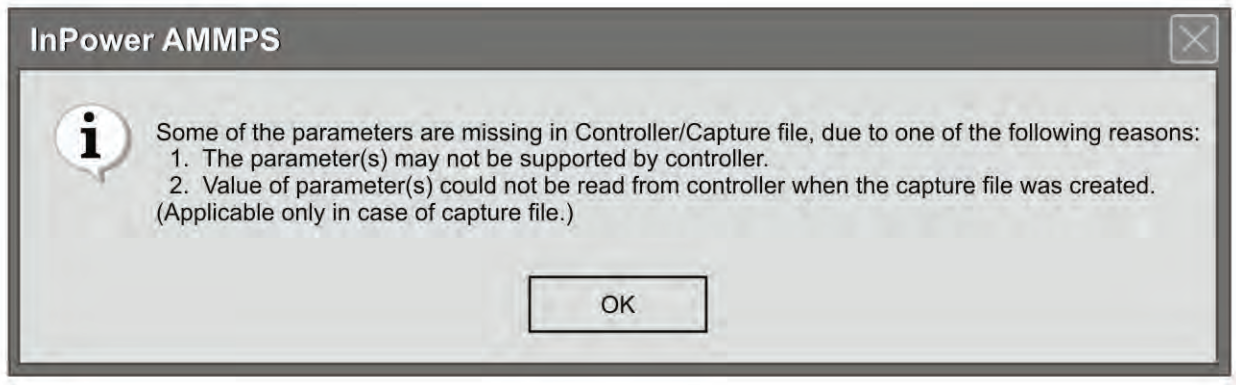 InPower AMMPS
Some of the parameters are missing in Controller/Capture file, due to one of the following reasons:
1. The parameter(s) may not be supported by controller.
2. Value of parameter(s) could not be read from controller when the capture file was created.
(Applicable only in case of capture file.)
OK